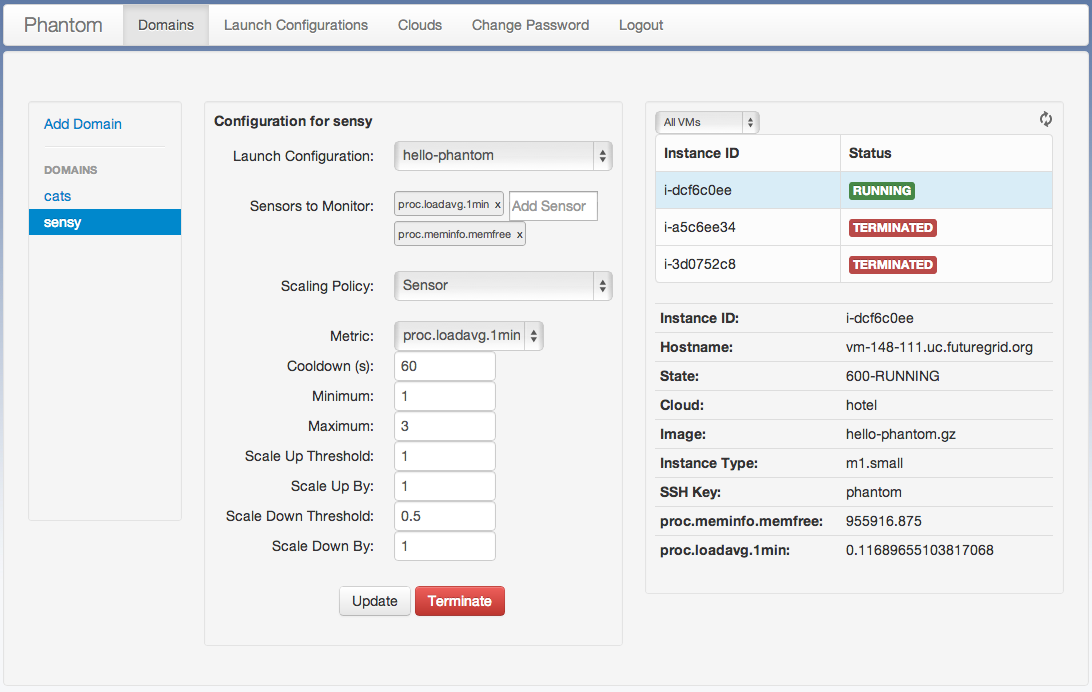 Phantom Domains Launch Configurations Clouds Change Password Logout
Add Domain
DOMAINS
cats
sensy
Configuration for sensy
Launch Configuration: hello-phantom
Sensors to Monitor: proc.loadavg.1min x Add Sensor
proc.meminfo.memfree x
Scaling Policy: Sensor
Metric: proc.loadavg.1min
Cooldown (s): 60
Minimum: 1
Maximum: 3
Scale Up Threshold: 1
Scale Up By: 1
Scale Down Threshold: 0.5
Scale Down By: 1
Update Terminate
All VMs
Instance ID Status
i-dcf6c0ee RUNNING
i-a5c6ee34 TERMINATED
i-3d0752c8 TERMINATED
Instance ID: i-dcf6c0ee
Hostname: vm-148-111.uc.futuregrid.org
State: 600-RUNNING
Cloud: hotel
Image: hello-phantom.gz
Instance Type: m1.small
SSH Key: phantom
proc.meminfo.memfree: 955916.875
proc.loadavg.1min: 0.11689655103817068